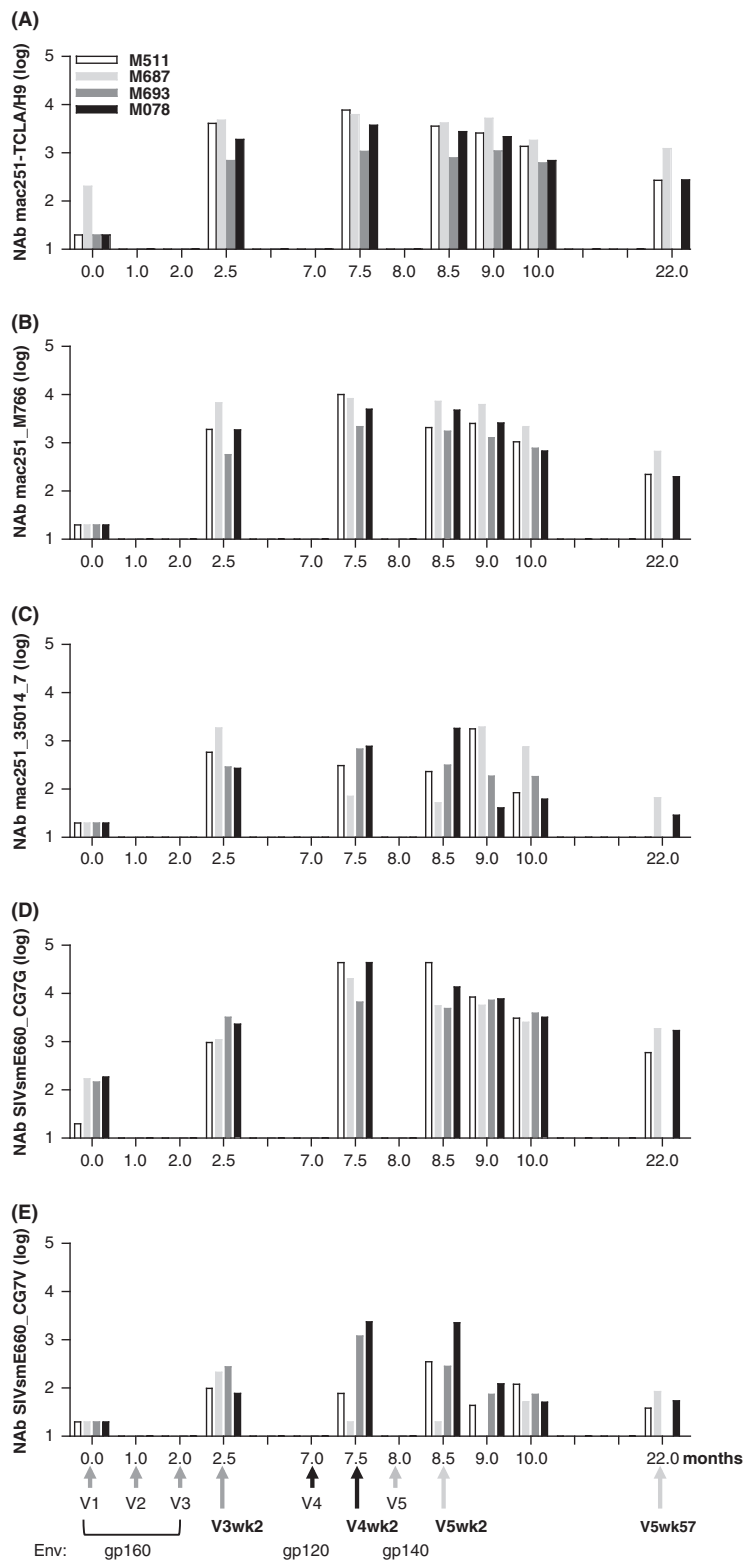 (A)
NAb mac251-TCLA/H9 (log)
5
4
3
2
1
M511
M687
M693
M078
0.0 1.0 2.0 2.5 7.0 7.5 8.0 8.5 9.0 10.0 22.0
(B)
NAb mac251_M766 (log)
5
4
3
2
1
0.0 1.0 2.0 2.5 7.0 7.5 8.0 8.5 9.0 10.0 22.0
(C)
NAb mac251_35014_7 (log)
5
4
3
2
1
0.0 1.0 2.0 2.5 7.0 7.5 8.0 8.5 9.0 10.0 22.0
(D)
NAb SIVsmE660_CG7G (log)
5
4
3
2
1
0.0 1.0 2.0 2.5 7.0 7.5 8.0 8.5 9.0 10.0 22.0
(E)
NAb SIVsmE660_CG7V (log)
5
4
3
2
1
0.0 1.0 2.0 2.5 7.0 7.5 8.0 8.5 9.0 10.0 22.0 months
V1 V2 V3 V4 V5
V3wk2 V4wk2 V5wk2 V5wk57
Env: gp160 gp120 gp140